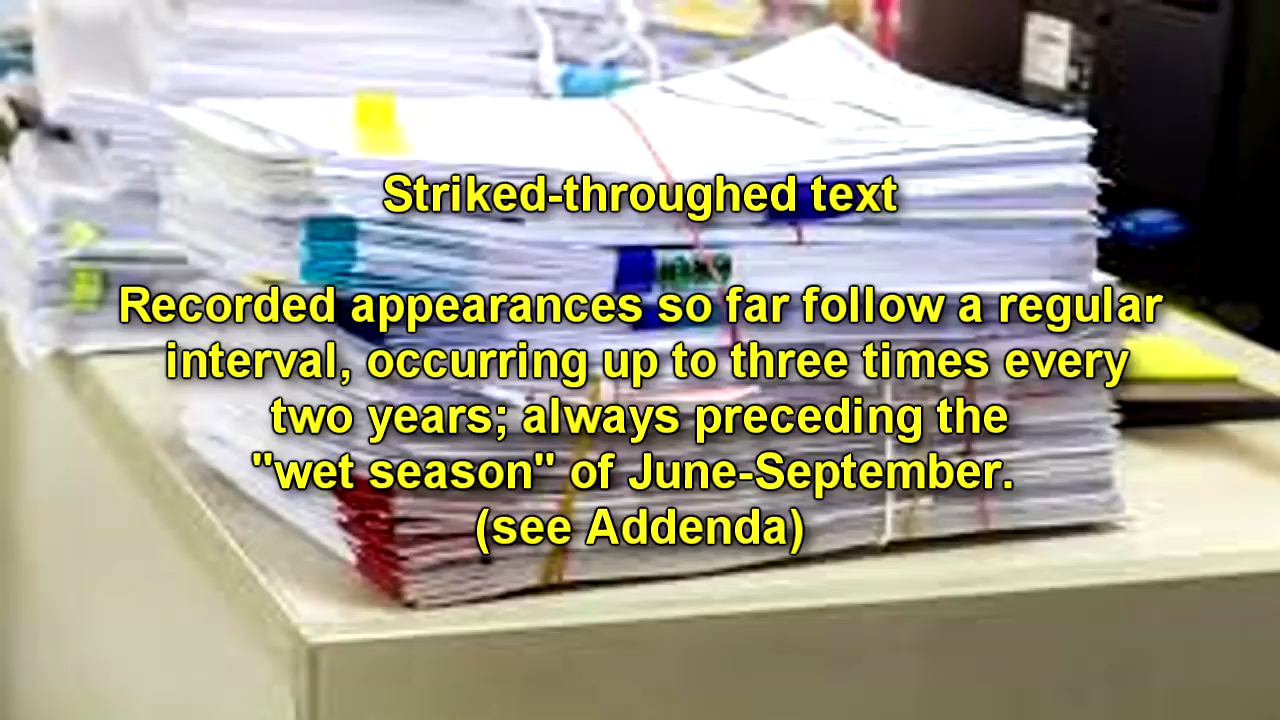 Striked-throughed text
Recorded appearances so far follow a regular
interval, occurring up to three times every
two years; always preceding the
"wet season" of June-September.
(see Addenda)